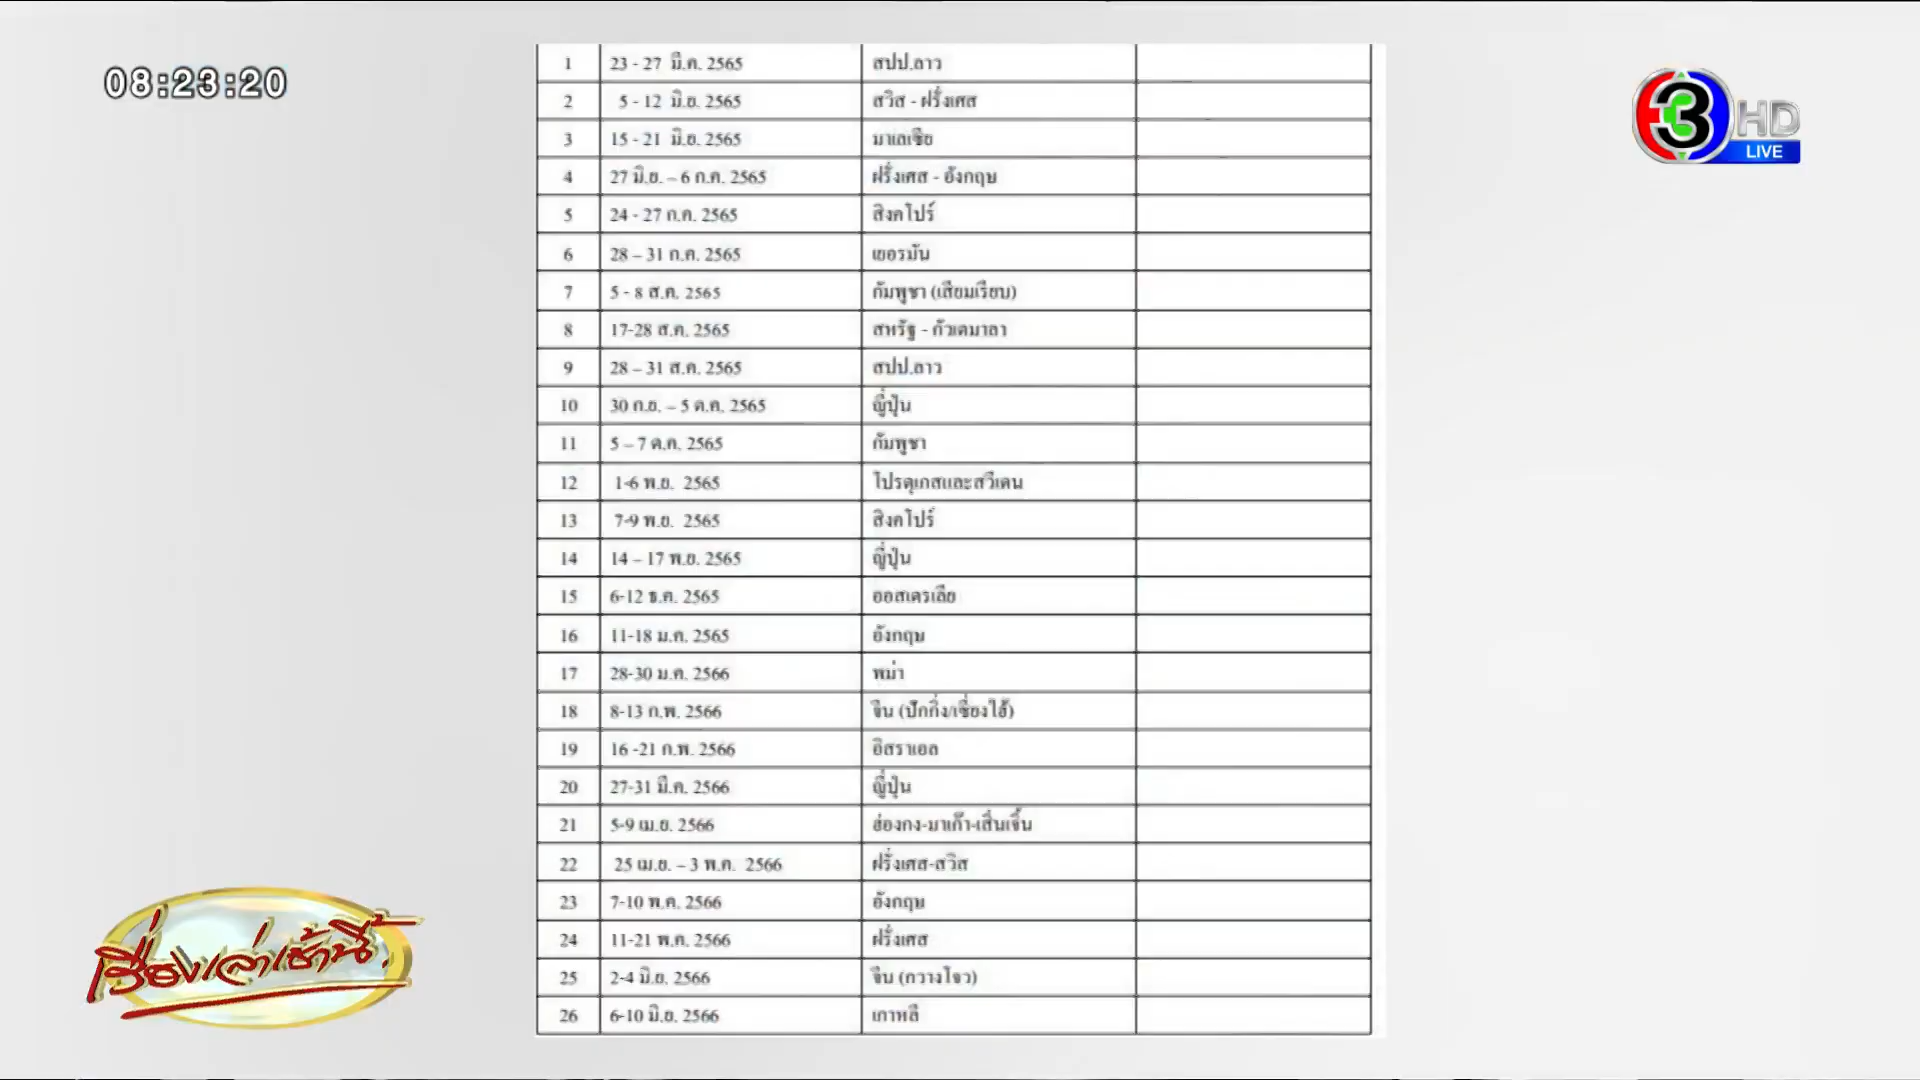 08:23:20
3 HD
LIVE
1 23 - 27 มี.ค. 2565 สปป.ลาว
2 5 - 12 มิ.ย. 2565 สวิส - ฝรั่งเศส
3 15 - 21 มิ.ย. 2565 มาเลเซีย
4 27 มิ.ย. – 6 ก.ค. 2565 ฝรั่งเศส - อังกฤษ
5 24 - 27 ก.ค. 2565 สิงคโปร์
6 28 – 31 ก.ค. 2565 เยอรมัน
7 5 - 8 ส.ค. 2565 กัมพูชา (เสียมเรียบ)
8 17-28 ส.ค. 2565 สหรัฐ - กัวเตมาลา
9 28 – 31 ส.ค. 2565 สปป.ลาว
10 30 ก.ย. – 5 ต.ค. 2565 ญี่ปุ่น
11 5 – 7 ต.ค. 2565 กัมพูชา
12 1-6 พ.ย. 2565 โปรตุเกสและสวีเดน
13 7-9 พ.ย. 2565 สิงคโปร์
14 14 – 17 พ.ย. 2565 ญี่ปุ่น
15 6-12 ธ.ค. 2565 ออสเตรเลีย
16 11-18 ม.ค. 2565 อังกฤษ
17 28-30 ม.ค. 2566 พม่า
18 8-13 ก.พ. 2566 จีน (ปักกิ่ง/เซี่ยงไฮ้)
19 16 -21 ก.พ. 2566 อิสราเอล
20 27-31 มี.ค. 2566 ญี่ปุ่น
21 5-9 เม.ย. 2566 ฮ่องกง-มาเก๊า-เสิ่นเจิ้น
22 25 เม.ย. – 3 พ.ค. 2566 ฝรั่งเศส-สวิส
23 7-10 พ.ค. 2566 อังกฤษ
24 11-21 พ.ค. 2566 ฝรั่งเศส
25 2-4 มิ.ย. 2566 จีน (กวางโจว)
26 6-10 มิ.ย. 2566 เกาหลี
เรื่องเล่าเช้านี้